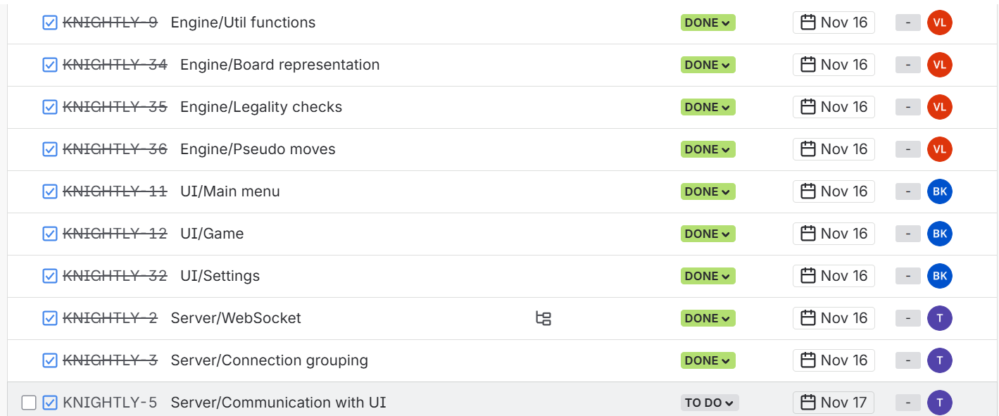 KNIGHTLY-9 Engine/Util functions DONE Nov 16 - VL
KNIGHTLY-34 Engine/Board representation DONE Nov 16 - VL
KNIGHTLY-35 Engine/Legality checks DONE Nov 16 - VL
KNIGHTLY-36 Engine/Pseudo moves DONE Nov 16 - VL
KNIGHTLY-11 UI/Main menu DONE Nov 16 - BK
KNIGHTLY-12 UI/Game DONE Nov 16 - BK
KNIGHTLY-32 UI/Settings DONE Nov 16 - BK
KNIGHTLY-2 Server/WebSocket DONE Nov 16 - T
KNIGHTLY-3 Server/Connection grouping DONE Nov 16 - T
KNIGHTLY-5 Server/Communication with UI TO DO Nov 17 - T